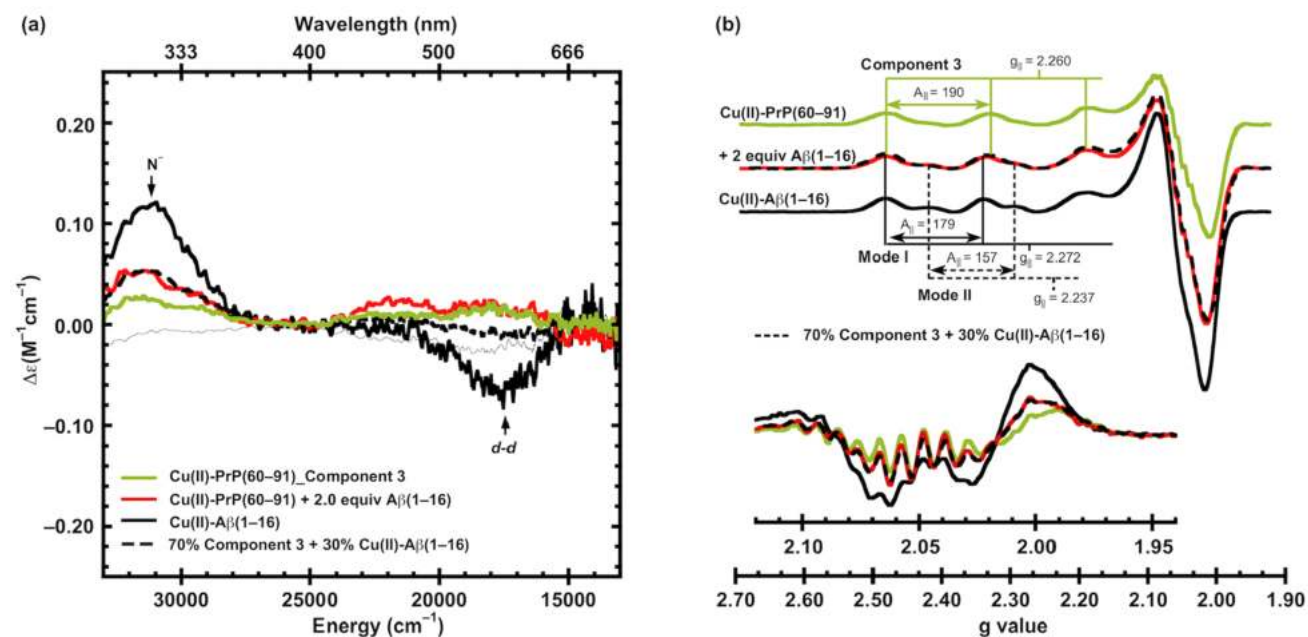 (a)
Wavelength (nm)
333 400 500 666
0.20
0.10
0.00
−0.10
−0.20
Δε(M⁻¹cm⁻¹)
N⁻
d-d
Cu(II)-PrP(60–91)_Component 3
Cu(II)-PrP(60–91) + 2.0 equiv Aβ(1–16)
Cu(II)-Aβ(1–16)
70% Component 3 + 30% Cu(II)-Aβ(1–16)
30000 25000 20000 15000
Energy (cm⁻¹)
(b)
Component 3
g|| = 2.260
A|| = 190
Cu(II)-PrP(60–91)
+ 2 equiv Aβ(1–16)
Cu(II)-Aβ(1–16)
A|| = 179
Mode I
A|| = 157
g|| = 2.272
Mode II
g|| = 2.237
70% Component 3 + 30% Cu(II)-Aβ(1–16)
2.10 2.05 2.00 1.95
2.70 2.60 2.50 2.40 2.30 2.20 2.10 2.00 1.90
g value